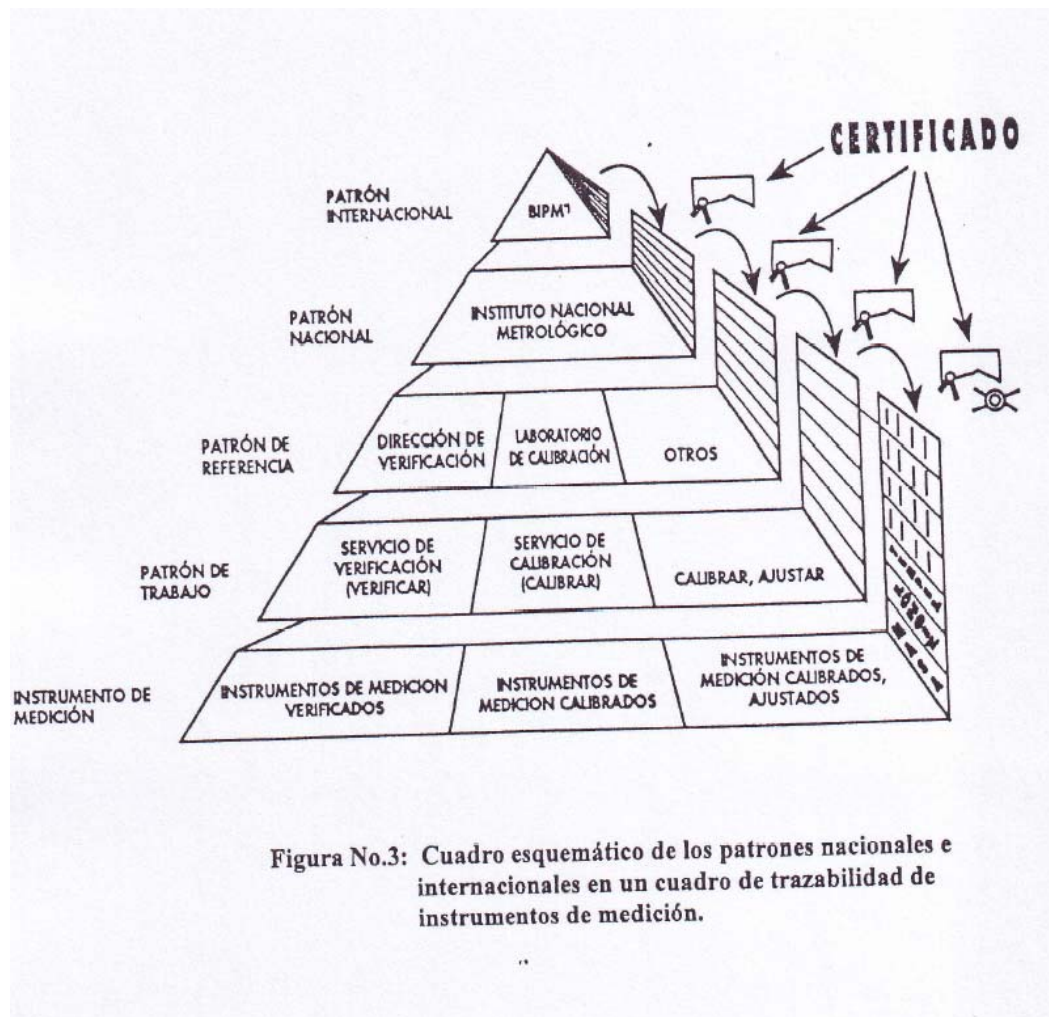 CERTIFICADO
PATRÓN
INTERNACIONAL
BIPM
PATRÓN
NACIONAL
INSTITUTO NACIONAL
METROLÓGICO
PATRÓN DE
REFERENCIA
DIRECCIÓN DE
VERIFICACIÓN
LABORATORIO
DE CALIBRACIÓN
OTROS
PATRÓN DE
TRABAJO
SERVICIO DE
VERIFICACIÓN
(VERIFICAR)
SERVICIO DE
CALIBRACIÓN
(CALIBRAR)
CALIBRAR, AJUSTAR
INSTRUMENTO DE
MEDICIÓN
INSTRUMENTOS DE MEDICION
VERIFICADOS
INSTRUMENTOS DE
MEDICION CALIBRADOS
INSTRUMENTOS DE
MEDICIÓN CALIBRADOS,
AJUSTADOS
Figura No.3: Cuadro esquemático de los patrones nacionales e
internacionales en un cuadro de trazabilidad de
instrumentos de medición.